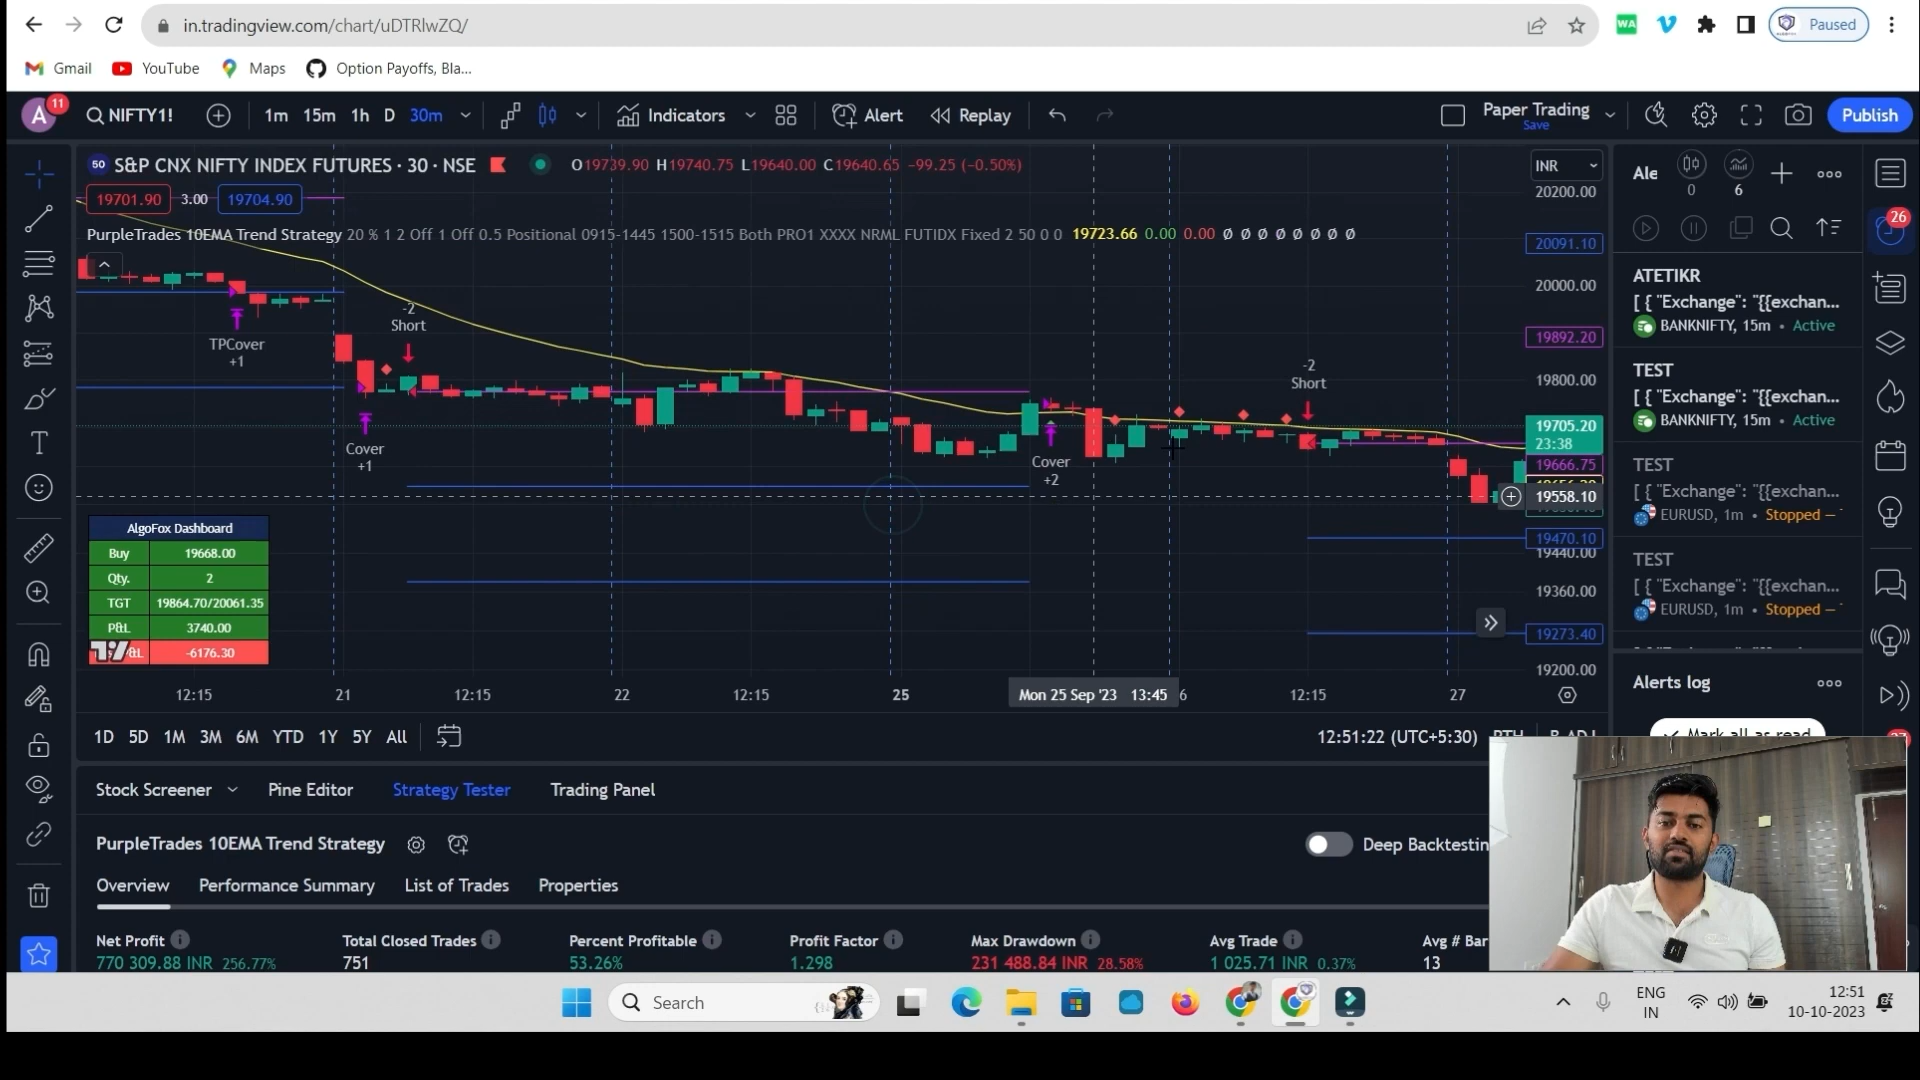 in.tradingview.com/chart/uDTRlwZQ/
WA
Paused
Gmail YouTube Maps Option Payoffs, Bla...
A 11 NIFTY1! 1m 15m 1h D 30m Indicators Alert Replay Paper Trading Save Publish
50 S&P CNX NIFTY INDEX FUTURES · 30 · NSE O19739.90 H19740.75 L19640.00 C19640.65 -99.25 (-0.50%)
INR
19701.90 3.00 19704.90
PurpleTrades 10EMA Trend Strategy 20 % 1 2 Off 1 Off 0.5 Positional 0915-1445 1500-1515 Both PRO1 XXXX NRML FUTIDX Fixed 2 50 0 0 19723.66 0.00 0.00 Ø Ø Ø Ø Ø Ø Ø
20200.00
20091.10
20000.00
19892.20
19800.00
19705.20
23:38
19666.75
19558.10
19470.10
19440.00
19360.00
19273.40
19200.00
TPCover
+1
-2
Short
Cover
+1
Cover
+2
-2
Short
AlgoFox Dashboard
Buy 19668.00
Qty. 2
TGT 19864.70/20061.35
P&L 3740.00
-6176.30
12:15 21 12:15 22 12:15 25 Mon 25 Sep '23 13:45 6 12:15 27
1D 5D 1M 3M 6M YTD 1Y 5Y All
12:51:22 (UTC+5:30)
Ale
0 6
26
ATETIKR
[ { "Exchange": "{{exchan...
BANKNIFTY, 15m • Active
TEST
[ { "Exchange": "{{exchan...
BANKNIFTY, 15m • Active
TEST
[ { "Exchange": "{{exchan...
EURUSD, 1m • Stopped —
TEST
[ { "Exchange": "{{exchan...
EURUSD, 1m • Stopped —
Alerts log
Mark all as read
Stock Screener Pine Editor Strategy Tester Trading Panel
PurpleTrades 10EMA Trend Strategy
Deep Backtestin
Overview Performance Summary List of Trades Properties
Net Profit Total Closed Trades Percent Profitable Profit Factor Max Drawdown Avg Trade Avg # Bar
770 309.88 INR 256.77% 751 53.26% 1.298 231 488.84 INR 28.58% 1 025.71 INR 0.37% 13
Search
ENG
IN
12:51
10-10-2023